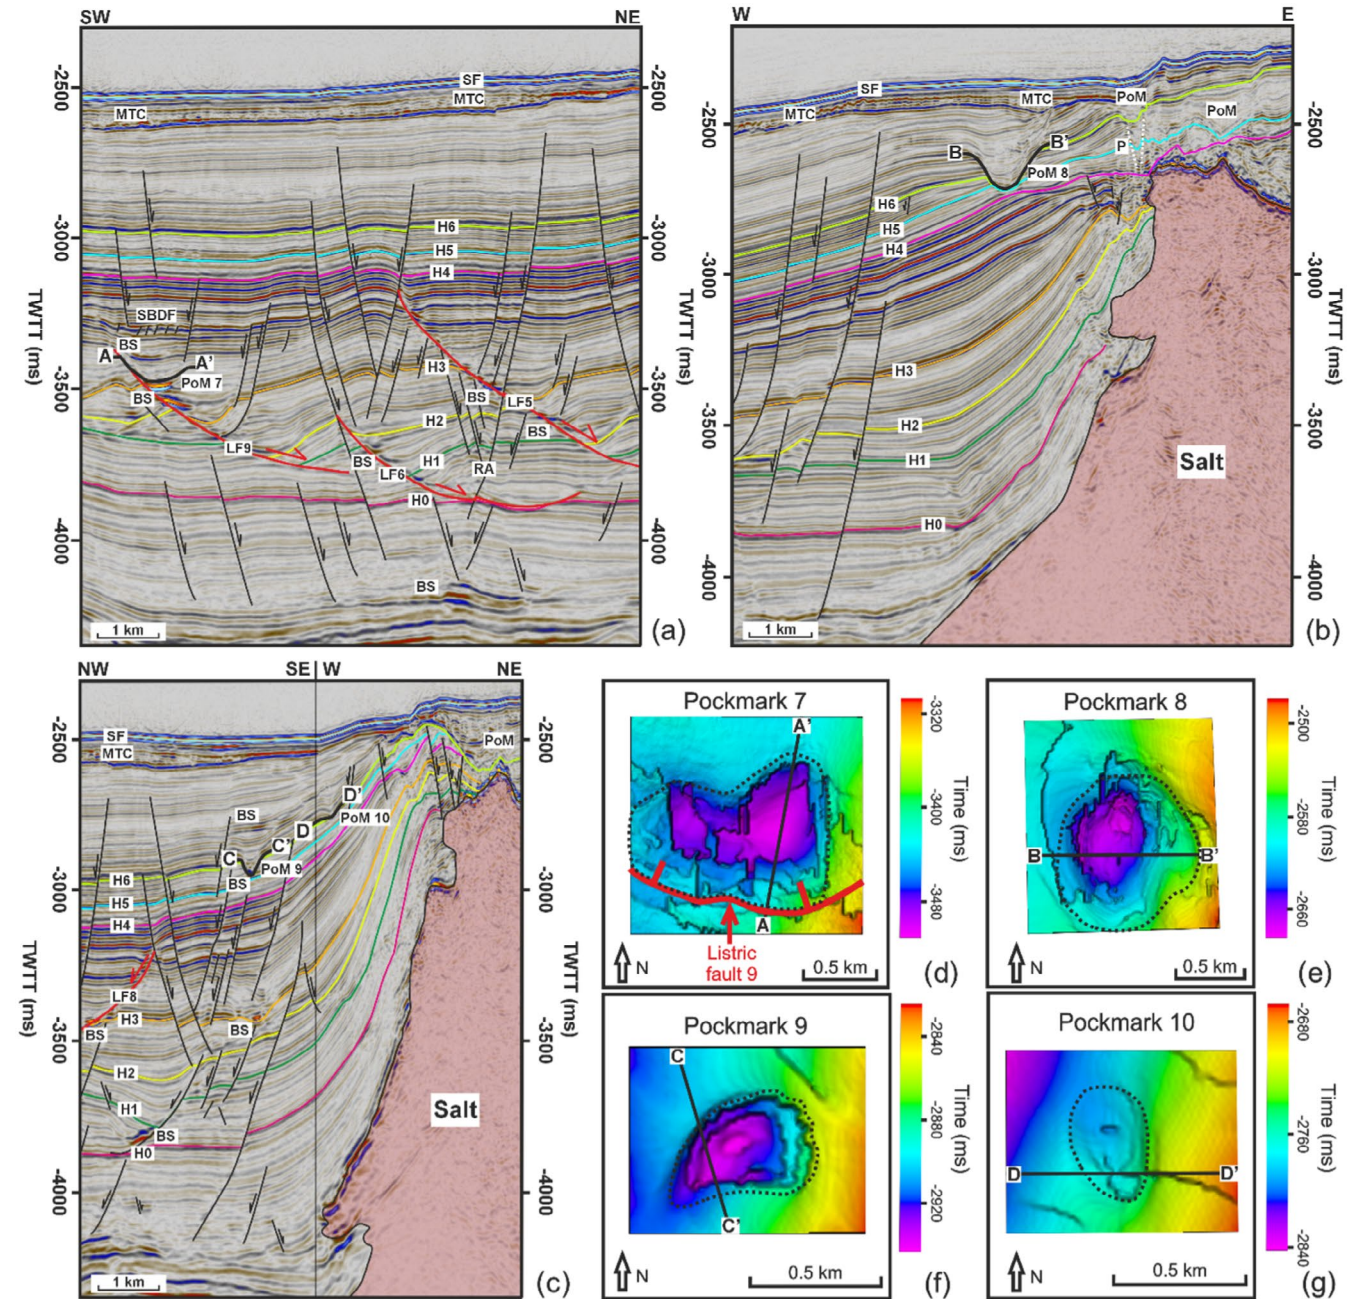 SW
NE
SF
MTC
MTC
H6
H5
H4
SBDF
BS
A
A'
PoM 7
BS
H3
BS
LF5
H2
BS
LF9
BS
H1
LF6
RA
H0
BS
-2500
-3000
-3500
-4000
TWTT (ms)
-2500
-3000
-3500
-4000
TWTT (ms)
1 km
(a)
W
E
SF
MTC
MTC
PoM
PoM
B
B'
P
PoM 8
H6
H5
H4
H3
H2
H1
H0
Salt
-2500
-3000
-3500
-4000
TWTT (ms)
-2500
-3000
-3500
-4000
TWTT (ms)
1 km
(b)
NW
SE
W
NE
SF
MTC
PoM
D'
BS
D
PoM 10
C
C'
PoM 9
H6
BS
H5
H4
LF8
H3
BS
BS
H2
H1
BS
H0
Salt
-2500
-3000
-3500
-4000
TWTT (ms)
-2500
-3000
-3500
-4000
TWTT (ms)
1 km
(c)
Pockmark 7
A'
A
Listric
fault 9
N
0.5 km
-3320
-3400
-3480
Time (ms)
(d)
Pockmark 8
B
B'
N
0.5 km
-2500
-2580
-2660
Time (ms)
(e)
Pockmark 9
C
C'
N
0.5 km
-2840
-2880
-2920
Time (ms)
(f)
Pockmark 10
D
D'
N
0.5 km
-2680
-2760
-2840
Time (ms)
(g)